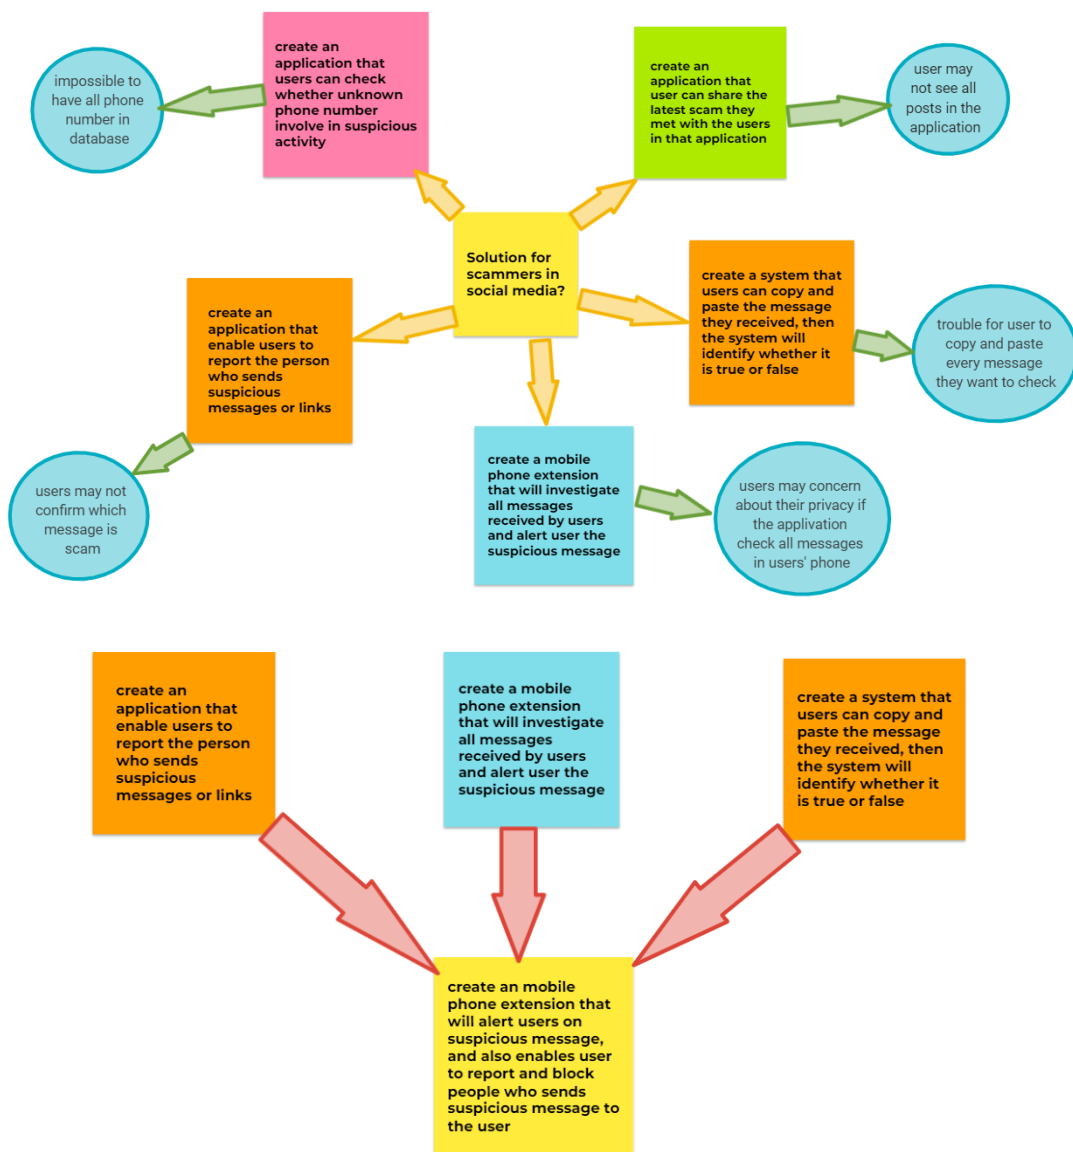 create an
application that
users can check
whether unknown
phone number
involve in suspicious
activity
impossible to
have all phone
number in
database
create an
application that
user can share the
latest scam they
met with the users
in that application
user may
not see all
posts in the
application
Solution for
scammers in
social media?
create an
application that
enable users to
report the person
who sends
suspicious
messages or links
create a system that
users can copy and
paste the message
they received, then
the system will
identify whether it
is true or false
trouble for user to
copy and paste
every message
they want to check
users may not
confirm which
message is
scam
create a mobile
phone extension
that will investigate
all messages
received by users
and alert user the
suspicious message
users may concern
about their privacy if
the applivation
check all messages
in users' phone
create an
application that
enable users to
report the person
who sends
suspicious
messages or links
create a mobile
phone extension
that will investigate
all messages
received by users
and alert user the
suspicious message
create a system that
users can copy and
paste the message
they received, then
the system will
identify whether it
is true or false
create an mobile
phone extension that
will alert users on
suspicious message,
and also enables user
to report and block
people who sends
suspicious message to
the user